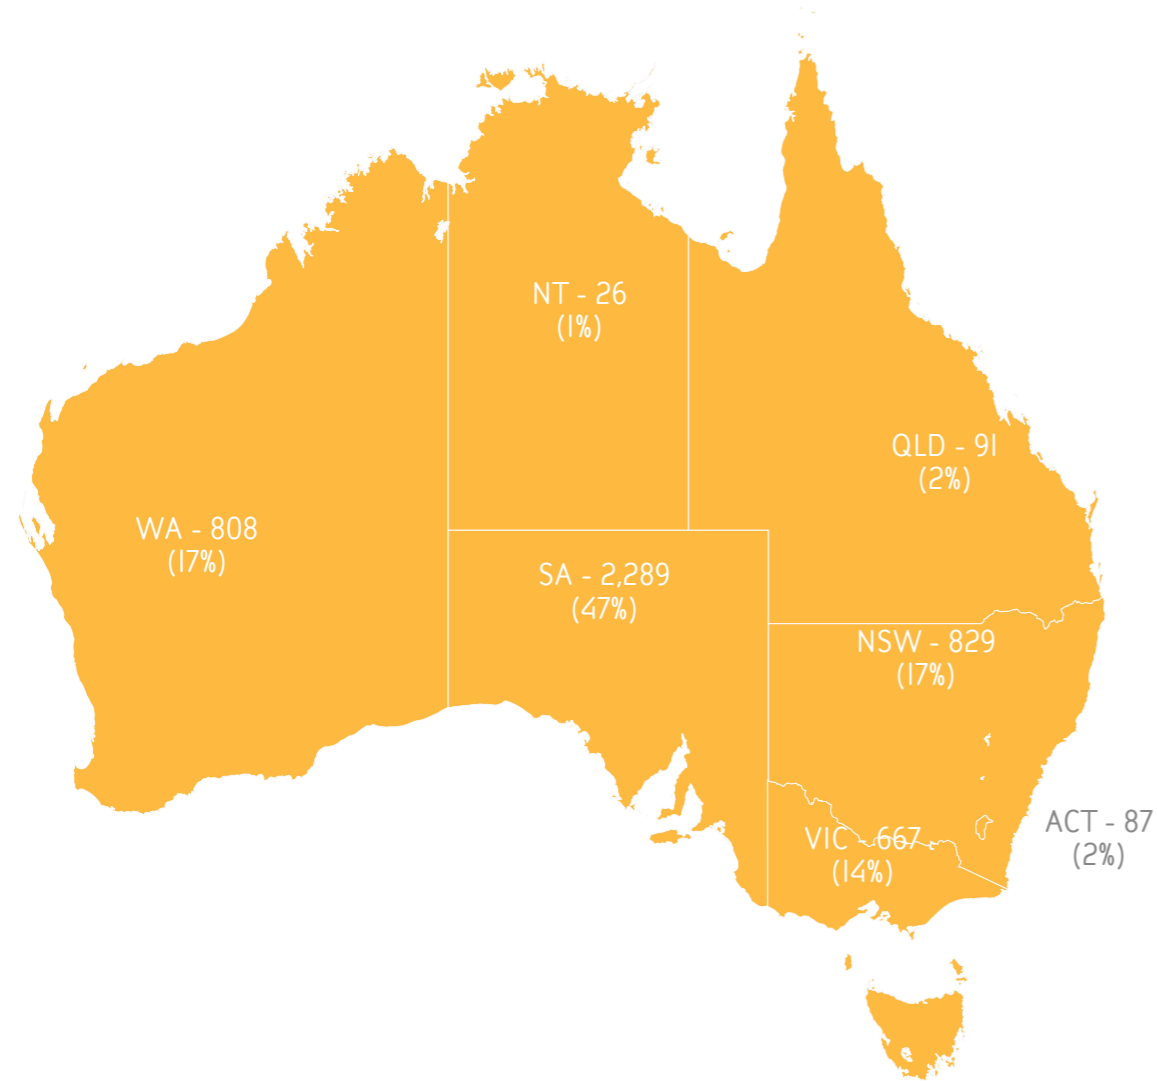 NT - 26
(1%)
QLD - 91
(2%)
WA - 808
(17%)
SA - 2,289
(47%)
NSW - 829
(17%)
ACT - 87
(2%)
VIC - 667
(14%)